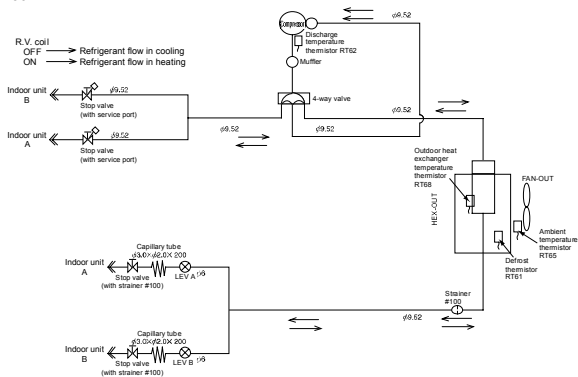 Compressor
φ9.52
Discharge
temperature
thermistor RT62
R.V. coil
OFF → Refrigerant flow in cooling
ON → Refrigerant flow in heating
Muffler
Indoor unit
B
φ9.52
Stop valve
(with service port)
4-way valve
φ9.52
Indoor unit
A
φ9.52
Stop valve
(with service port)
φ9.52
φ9.52
Outdoor heat
exchanger
temperature
thermistor
RT68
FAN-OUT
HEX-OUT
Ambient
temperature
thermistor
RT65
Defrost
thermistor
RT61
Capillary tube
φ3.0×φ2.0×200
Indoor unit
A
Stop valve
(with strainer #100)
LEV A
φ6
Strainer
#100
φ9.52
Capillary tube
φ3.0×φ2.0×200
Indoor unit
B
Stop valve
(with strainer #100)
LEV B
φ6